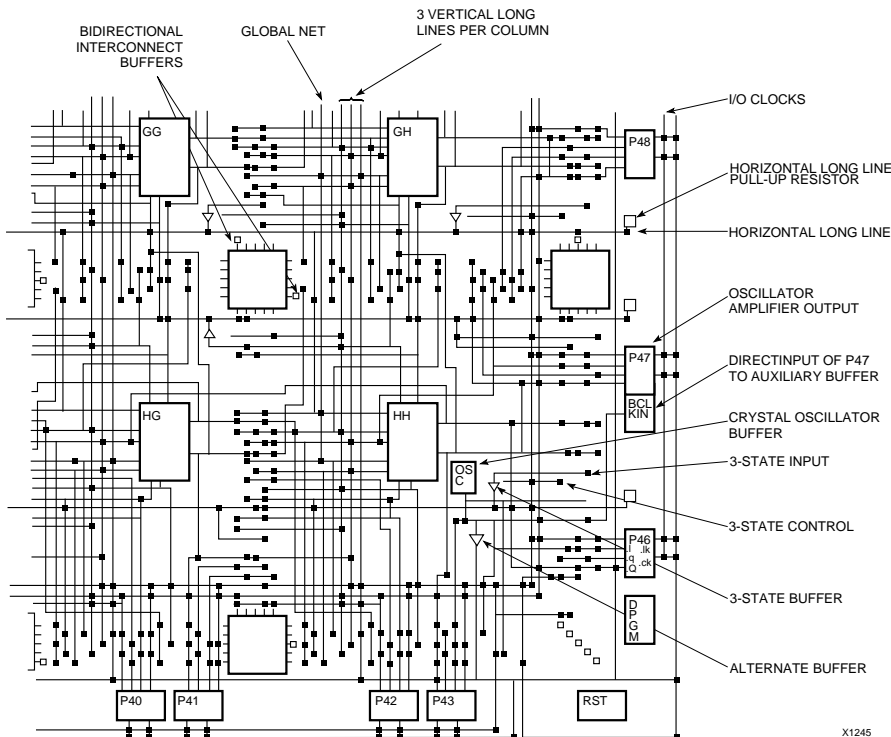 3 VERTICAL LONG
LINES PER COLUMN
BIDIRECTIONAL
INTERCONNECT
BUFFERS
GLOBAL NET
I/O CLOCKS
GG
GH
P48
HORIZONTAL LONG LINE
PULL-UP RESISTOR
HORIZONTAL LONG LINE
OSCILLATOR
AMPLIFIER OUTPUT
P47
DIRECTINPUT OF P47
TO AUXILIARY BUFFER
BCL
KIN
HG
HH
CRYSTAL OSCILLATOR
BUFFER
OS
C
3-STATE INPUT
3-STATE CONTROL
P46
.I
.lk
.q
.ck
.Q
3-STATE BUFFER
D
P
G
M
ALTERNATE BUFFER
P40
P41
P42
P43
RST
X1245